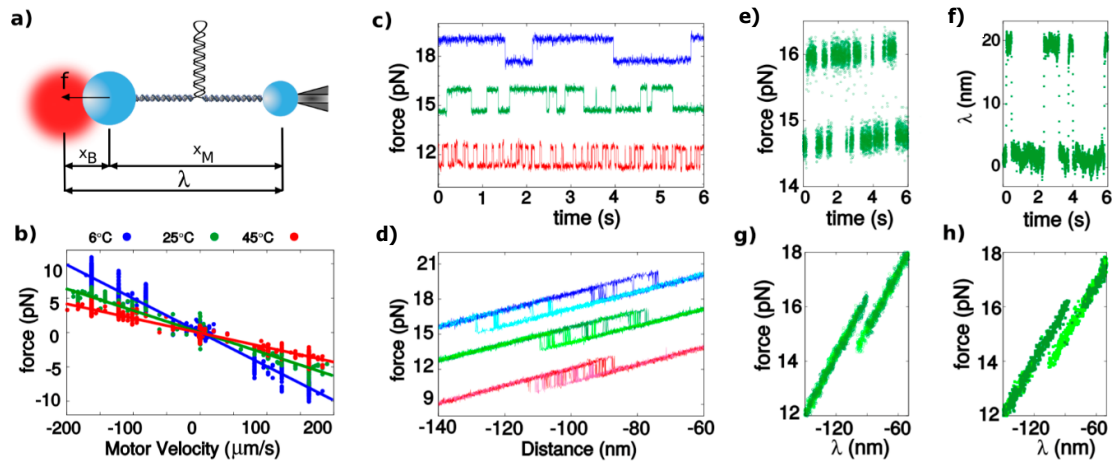 a)
f
x_B
x_M
λ
b)
6°C
25°C
45°C
10
5
0
-5
-10
force (pN)
-200
-100
0
100
200
Motor Velocity (μm/s)
c)
18
15
12
force (pN)
0
1
2
3
4
5
6
time (s)
d)
21
18
15
12
9
force (pN)
-140
-120
-100
-80
-60
Distance (nm)
e)
17
16
15
14
force (pN)
0
2
4
6
time (s)
f)
20
10
0
λ (nm)
0
2
4
6
time (s)
g)
18
16
14
12
force (pN)
-120
-60
λ (nm)
h)
18
16
14
12
force (pN)
-120
-60
λ (nm)